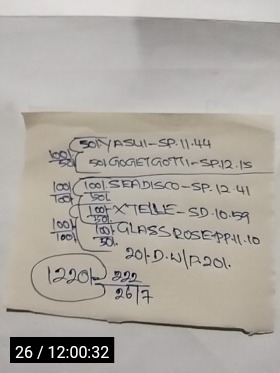 50/YASUI-SP.11.44
100/50/ 50/GOGETGOTTI-SP.12.15
100/100/ 100/50/ SEADISCO-SP.12.41
100/50/ XTELLE-SD.10.59
100/100/ 100/50/. GLASSROSE-PP.11.10
20/.D.W/P.20/.
1220/- 222
26/7
26 / 12:00:32